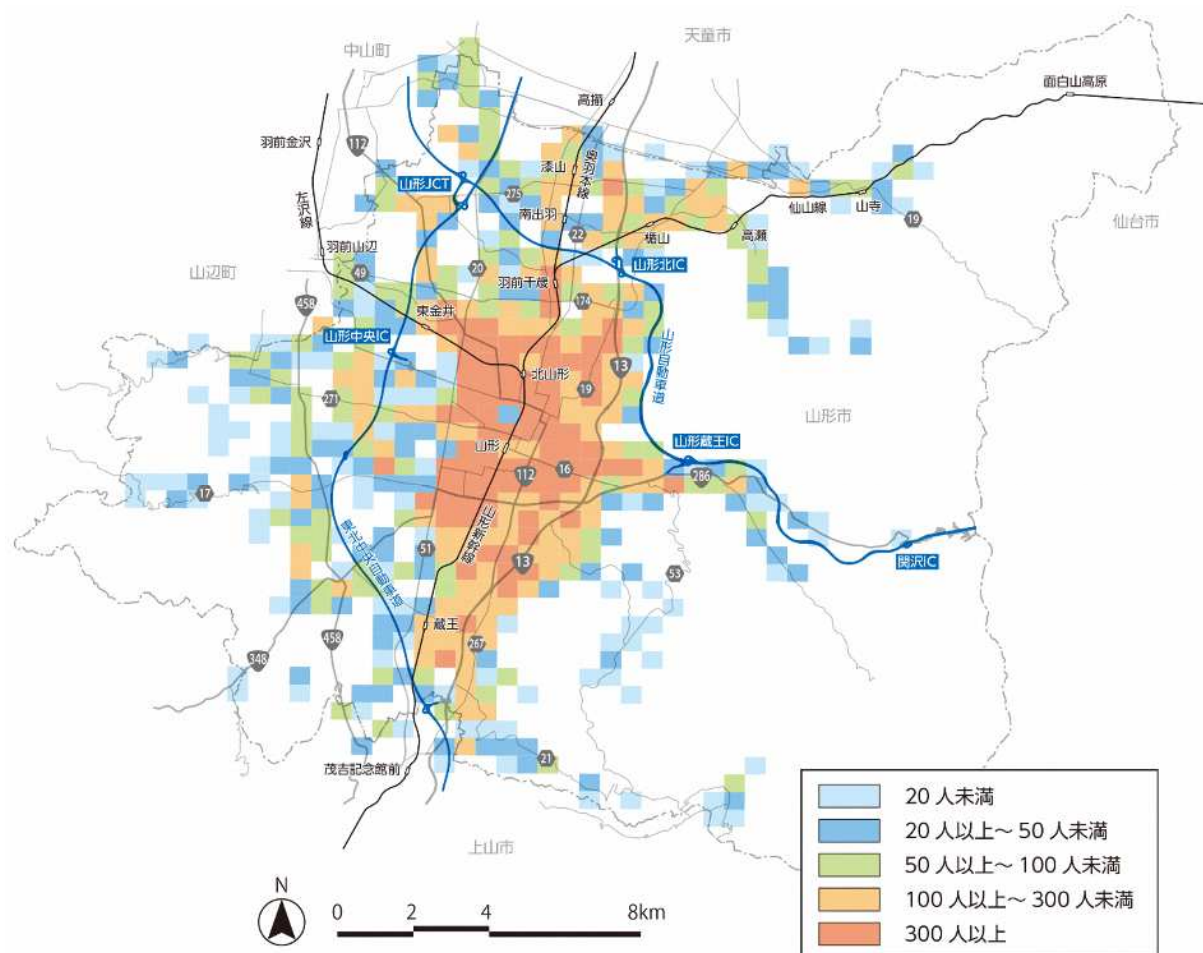 中山町
天童市
面白山高原
高擶
羽前金沢
112
漆山
奥羽本線
山形JCT
275
仙山線
山寺
左沢線
南出羽
22
楯山
高瀬
19
仙台市
羽前山辺
山辺町
49
20
山形北IC
458
羽前千歳
174
東金井
山形中央IC
13
山形自動車道
北山形
19
271
山形市
山形
山形蔵王IC
112
16
286
17
山形新幹線
東北中央自動車道
51
13
関沢IC
53
蔵王
458
267
348
21
茂吉記念館前
上山市
20人未満
20人以上～50人未満
50人以上～100人未満
100人以上～300人未満
300人以上
N
0 2 4 8km